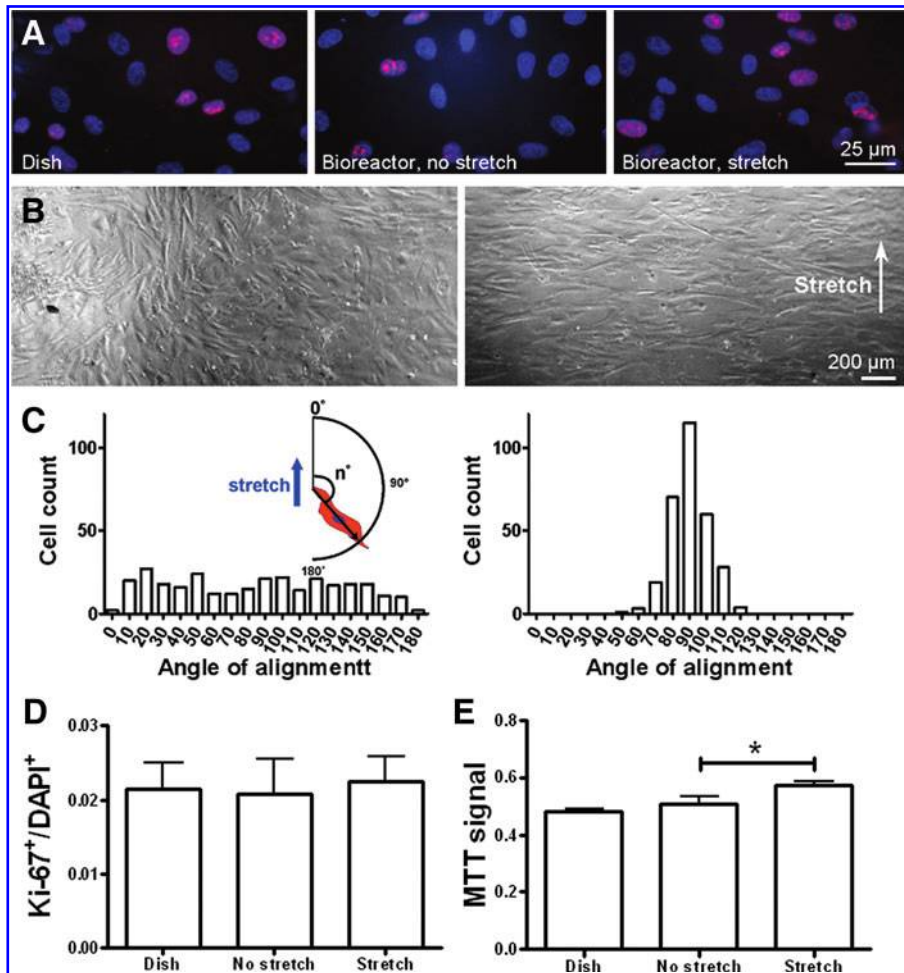 A
Dish
Bioreactor, no stretch
Bioreactor, stretch
25 µm
B
Stretch
200 µm
C
Cell count
100
50
0
0 10 20 30 40 50 60 70 80 90 100 110 120 130 140 150 160 170 180
Angle of alignmentt
stretch
0°
n°
90°
180°
Cell count
100
50
0
0 10 20 30 40 50 60 70 80 90 100 110 120 130 140 150 160 170 180
Angle of alignment
D
Ki-67+/DAPI+
0.03
0.02
0.01
0.00
Dish No stretch Stretch
E
MTT signal
0.8
0.6
0.4
0.2
0.0
*
Dish No stretch Stretch